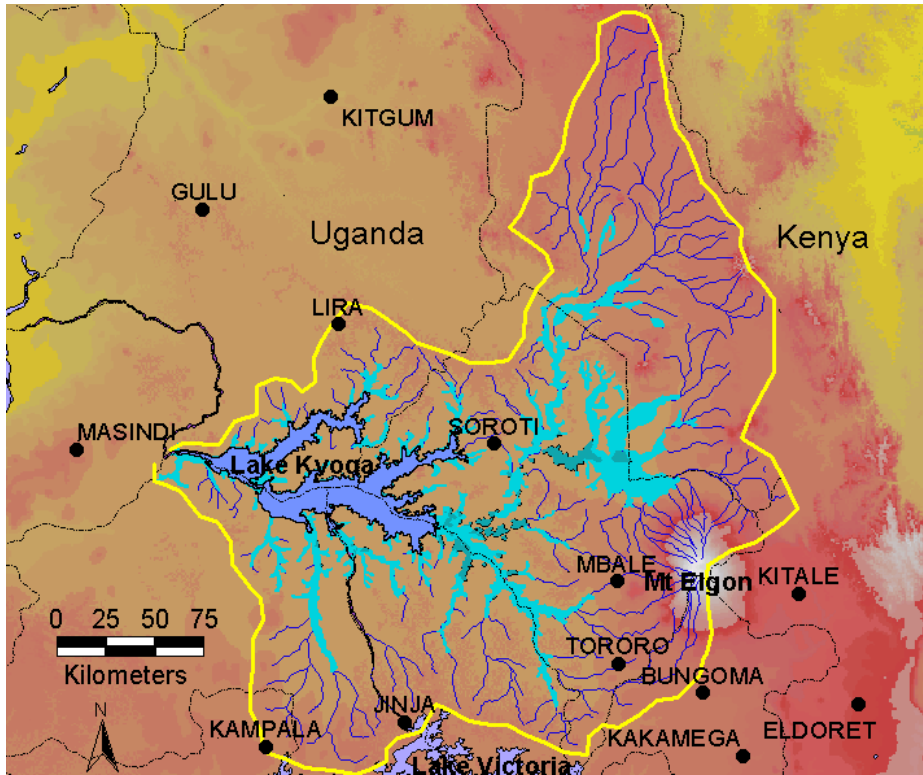 KITGUM
GULU
Uganda
Kenya
LIRA
MASINDI
SOROTI
Lake Kyoga
MBALE
Mt Elgon
KITALE
0 25 50 75
Kilometers
TORORO
BUNGOMA
N
JINJA
KAMPALA
KAKAMEGA
ELDORET
Lake Victoria